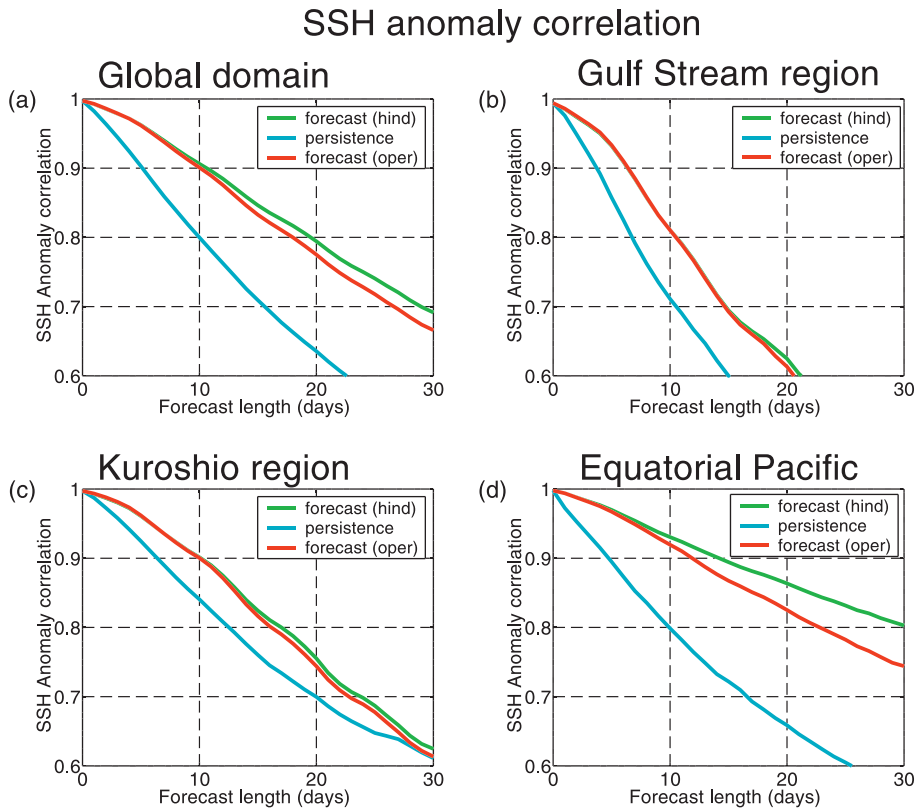 SSH anomaly correlation
(a)
Global domain
SSH Anomaly correlation
1
0.9
0.8
0.7
0.6
forecast (hind)
persistence
forecast (oper)
0 10 20 30
Forecast length (days)
(b)
Gulf Stream region
SSH Anomaly correlation
1
0.9
0.8
0.7
0.6
forecast (hind)
persistence
forecast (oper)
0 10 20 30
Forecast length (days)
(c)
Kuroshio region
SSH Anomaly correlation
1
0.9
0.8
0.7
0.6
forecast (hind)
persistence
forecast (oper)
0 10 20 30
Forecast length (days)
(d)
Equatorial Pacific
SSH Anomaly correlation
1
0.9
0.8
0.7
0.6
forecast (hind)
persistence
forecast (oper)
0 10 20 30
Forecast length (days)